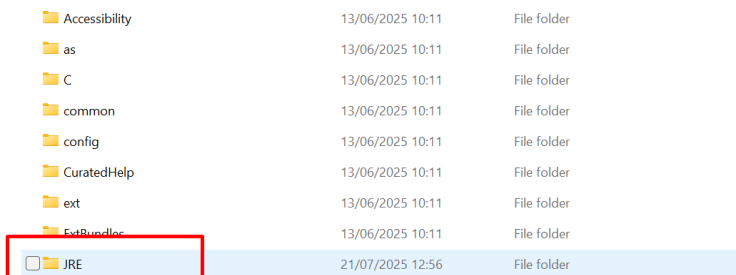 Accessibility 13/06/2025 10:11 File folder
as 13/06/2025 10:11 File folder
C 13/06/2025 10:11 File folder
common 13/06/2025 10:11 File folder
config 13/06/2025 10:11 File folder
CuratedHelp 13/06/2025 10:11 File folder
ext 13/06/2025 10:11 File folder
ExtBundles 13/06/2025 10:11 File folder
JRE 21/07/2025 12:56 File folder